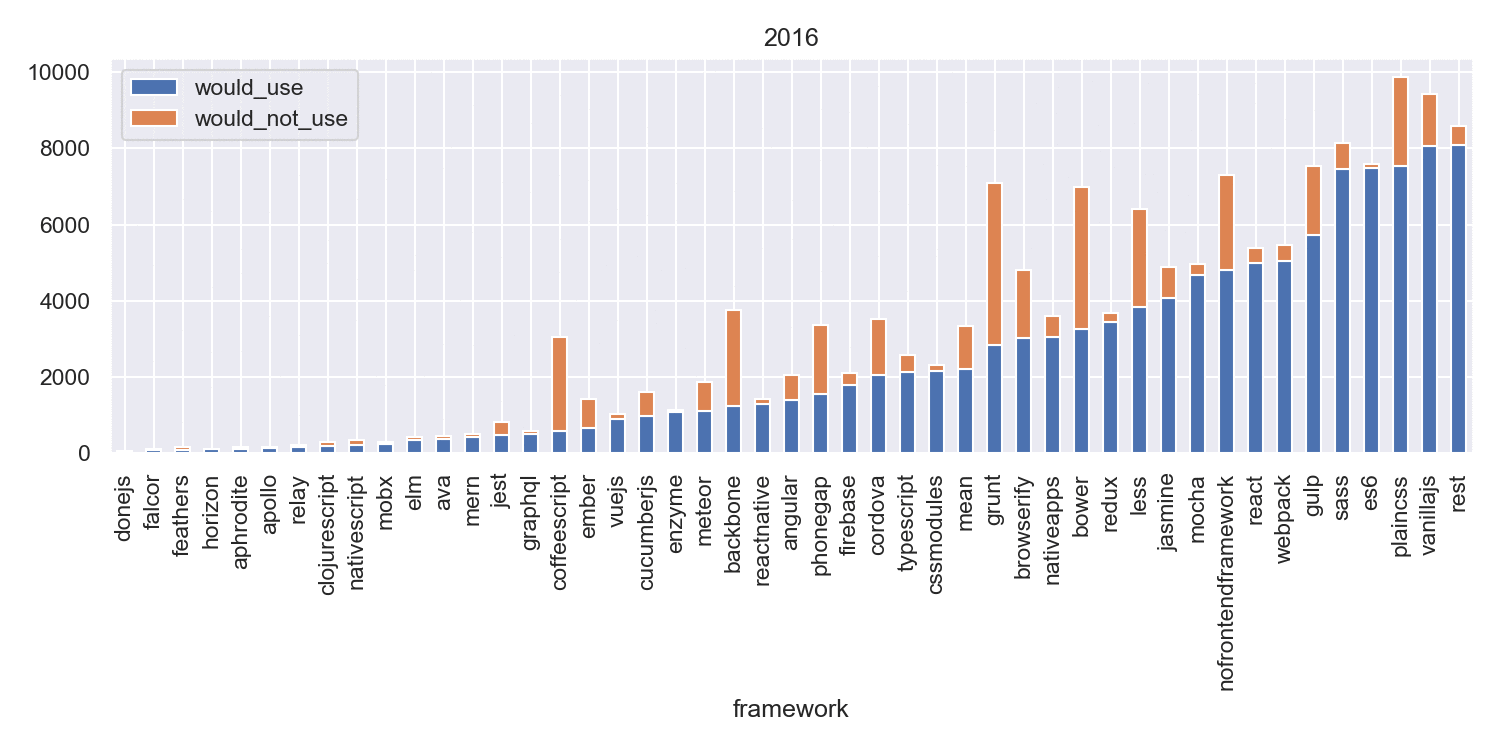 2016
would_use
would_not_use
10000
8000
6000
4000
2000
0
donejs
falcor
feathers
horizon
aphrodite
apollo
relay
clojurescript
nativescript
mobx
elm
ava
mern
jest
graphql
coffeescript
ember
vuejs
cucumberjs
enzyme
meteor
backbone
reactnative
angular
phonegap
firebase
cordova
typescript
cssmodules
mean
grunt
browserify
nativeapps
bower
redux
less
jasmine
mocha
nofrontendframework
react
webpack
gulp
sass
es6
plaincss
vanillajs
rest
framework